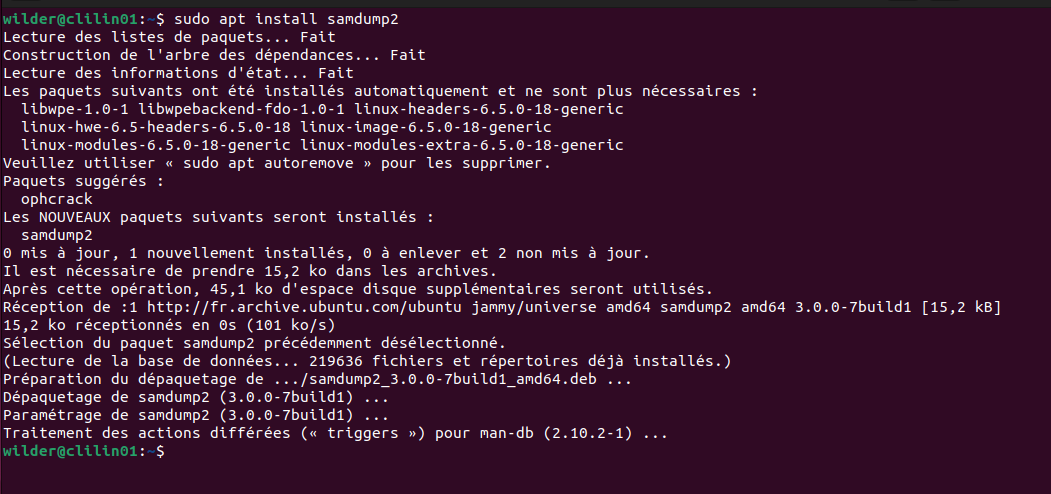 wilder@clilin01:~$ sudo apt install samdump2
Lecture des listes de paquets... Fait
Construction de l'arbre des dépendances... Fait
Lecture des informations d'état... Fait
Les paquets suivants ont été installés automatiquement et ne sont plus nécessaires :
  libwpe-1.0-1 libwpebackend-fdo-1.0-1 linux-headers-6.5.0-18-generic
  linux-hwe-6.5-headers-6.5.0-18 linux-image-6.5.0-18-generic
  linux-modules-6.5.0-18-generic linux-modules-extra-6.5.0-18-generic
Veuillez utiliser « sudo apt autoremove » pour les supprimer.
Paquets suggérés :
  ophcrack
Les NOUVEAUX paquets suivants seront installés :
  samdump2
0 mis à jour, 1 nouvellement installés, 0 à enlever et 2 non mis à jour.
Il est nécessaire de prendre 15,2 ko dans les archives.
Après cette opération, 45,1 ko d'espace disque supplémentaires seront utilisés.
Réception de :1 http://fr.archive.ubuntu.com/ubuntu jammy/universe amd64 samdump2 amd64 3.0.0-7build1 [15,2 kB]
15,2 ko réceptionnés en 0s (101 ko/s)
Sélection du paquet samdump2 précédemment désélectionné.
(Lecture de la base de données... 219636 fichiers et répertoires déjà installés.)
Préparation du dépaquetage de .../samdump2_3.0.0-7build1_amd64.deb ...
Dépaquetage de samdump2 (3.0.0-7build1) ...
Paramétrage de samdump2 (3.0.0-7build1) ...
Traitement des actions différées (« triggers ») pour man-db (2.10.2-1) ...
wilder@clilin01:~$